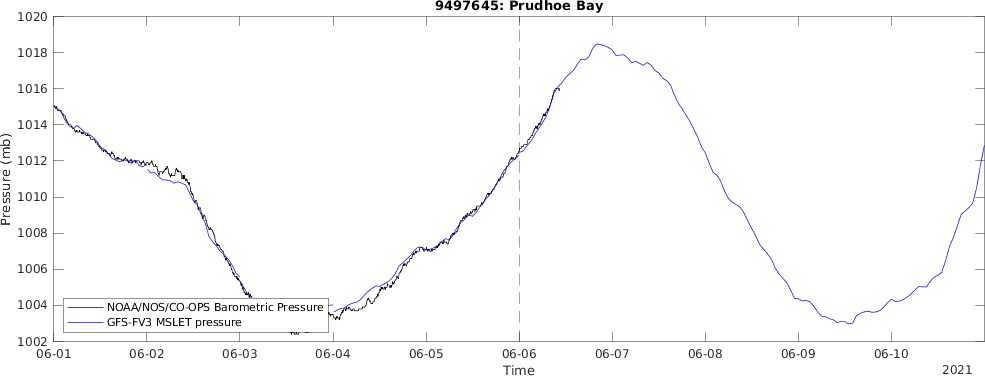 9497645: Prudhoe Bay
1020
1018
1016
1014
1012
1010
1008
1006
1004
1002
Pressure (mb)
NOAA/NOS/CO-OPS Barometric Pressure
GFS-FV3 MSLET pressure
06-01 06-02 06-03 06-04 06-05 06-06 06-07 06-08 06-09 06-10
Time
2021